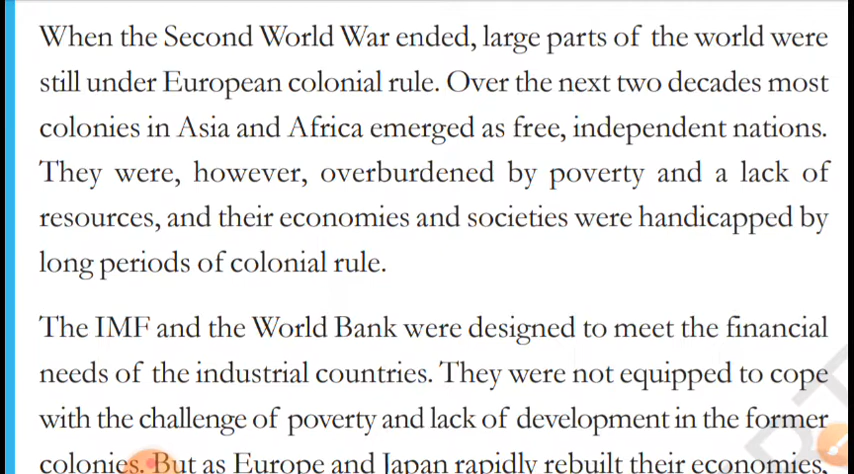 When the Second World War ended, large parts of the world were
still under European colonial rule. Over the next two decades most
colonies in Asia and Africa emerged as free, independent nations.
They were, however, overburdened by poverty and a lack of
resources, and their economies and societies were handicapped by
long periods of colonial rule.
The IMF and the World Bank were designed to meet the financial
needs of the industrial countries. They were not equipped to cope
with the challenge of poverty and lack of development in the former
colonies. But as Europe and Japan rapidly rebuilt their economies,